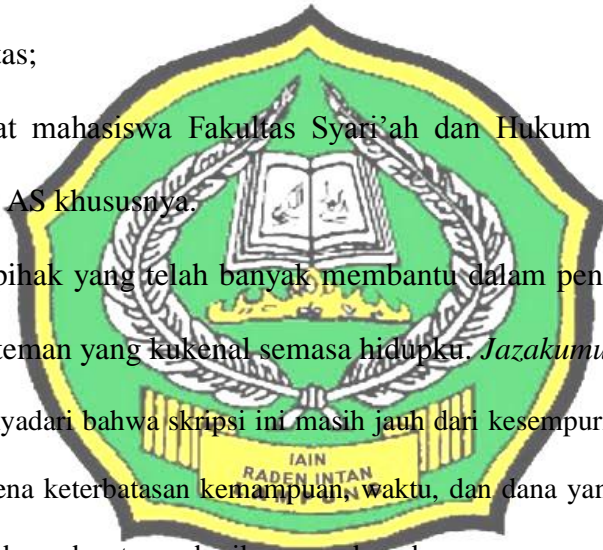 tas;
at mahasiswa Fakultas Syari’ah dan Hukum
AS khususnya.
pihak yang telah banyak membantu dalam pen
teman yang kukenal semasa hidupku. Jazakumu
yadari bahwa skripsi ini masih jauh dari kesempur
IAIN
RADEN INTAN
LAMPUNG
ena keterbatasan kemampuan, waktu, dan dana yan